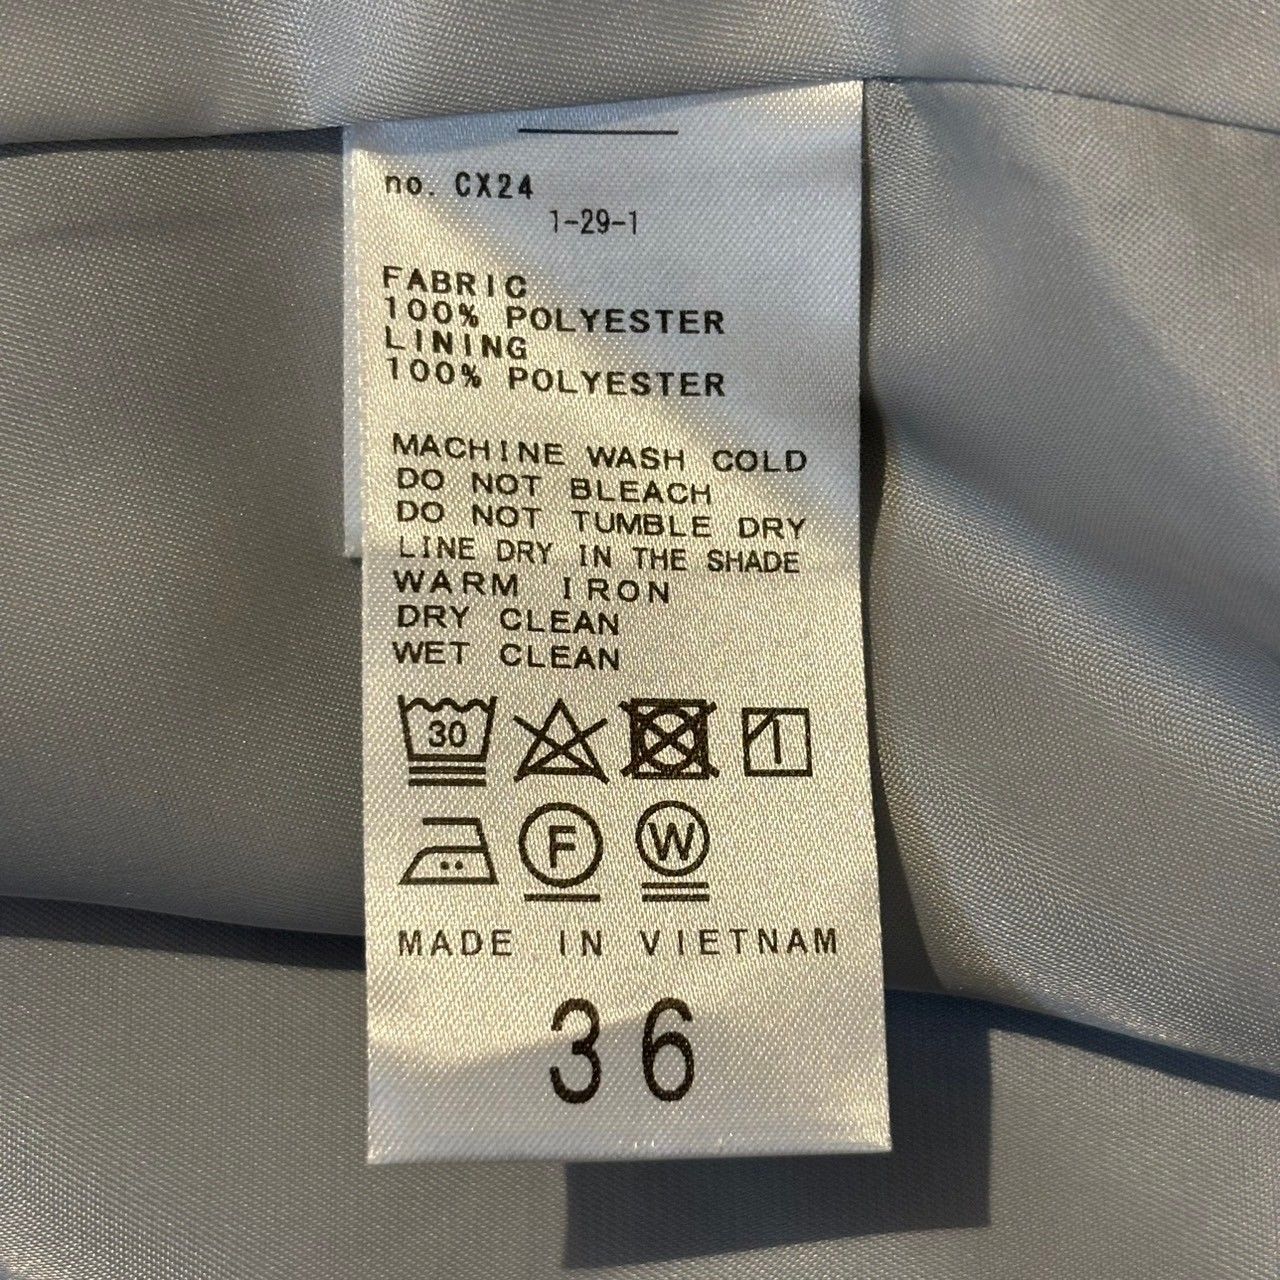 no. CX24
1-29-1
FABRIC
100% POLYESTER
LINING
100% POLYESTER
MACHINE WASH COLD
DO NOT BLEACH
DO NOT TUMBLE DRY
LINE DRY IN THE SHADE
WARM IRON
DRY CLEAN
WET CLEAN
30
F W
MADE IN VIETNAM
36